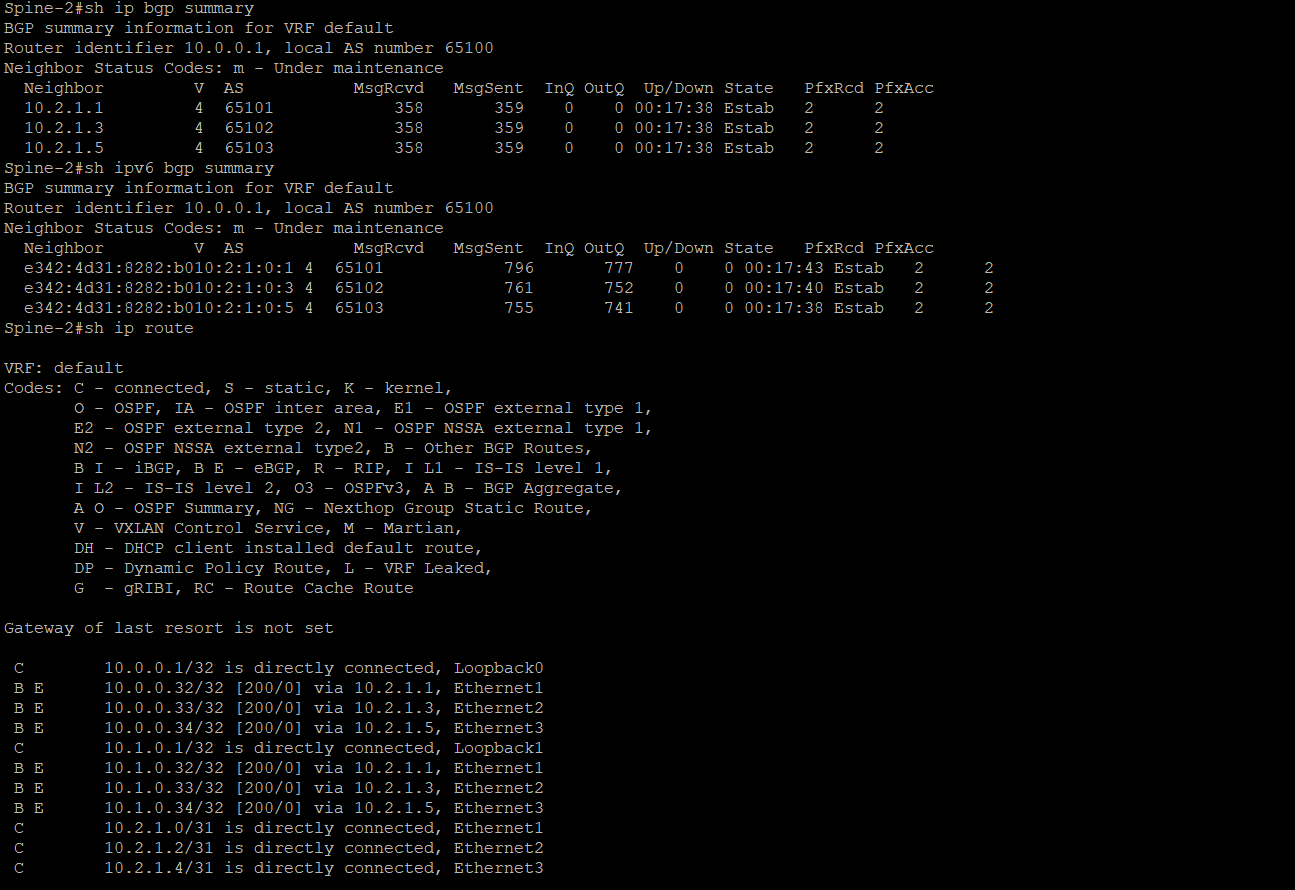 Spine-2#sh ip bgp summary
BGP summary information for VRF default
Router identifier 10.0.0.1, local AS number 65100
Neighbor Status Codes: m - Under maintenance
  Neighbor         V  AS           MsgRcvd   MsgSent  InQ OutQ  Up/Down State   PfxRcd PfxAcc
  10.2.1.1         4  65101            358       359    0    0 00:17:38 Estab   2      2
  10.2.1.3         4  65102            358       359    0    0 00:17:38 Estab   2      2
  10.2.1.5         4  65103            358       359    0    0 00:17:38 Estab   2      2
Spine-2#sh ipv6 bgp summary
BGP summary information for VRF default
Router identifier 10.0.0.1, local AS number 65100
Neighbor Status Codes: m - Under maintenance
  Neighbor         V  AS           MsgRcvd   MsgSent  InQ OutQ  Up/Down State   PfxRcd PfxAcc
  e342:4d31:8282:b010:2:1:0:1 4  65101            796       777    0    0 00:17:43 Estab   2      2
  e342:4d31:8282:b010:2:1:0:3 4  65102            761       752    0    0 00:17:40 Estab   2      2
  e342:4d31:8282:b010:2:1:0:5 4  65103            755       741    0    0 00:17:38 Estab   2      2
Spine-2#sh ip route

VRF: default
Codes: C - connected, S - static, K - kernel,
       O - OSPF, IA - OSPF inter area, E1 - OSPF external type 1,
       E2 - OSPF external type 2, N1 - OSPF NSSA external type 1,
       N2 - OSPF NSSA external type2, B - Other BGP Routes,
       B I - iBGP, B E - eBGP, R - RIP, I L1 - IS-IS level 1,
       I L2 - IS-IS level 2, O3 - OSPFv3, A B - BGP Aggregate,
       A O - OSPF Summary, NG - Nexthop Group Static Route,
       V - VXLAN Control Service, M - Martian,
       DH - DHCP client installed default route,
       DP - Dynamic Policy Route, L - VRF Leaked,
       G  - gRIBI, RC - Route Cache Route

Gateway of last resort is not set

 C        10.0.0.1/32 is directly connected, Loopback0
 B E      10.0.0.32/32 [200/0] via 10.2.1.1, Ethernet1
 B E      10.0.0.33/32 [200/0] via 10.2.1.3, Ethernet2
 B E      10.0.0.34/32 [200/0] via 10.2.1.5, Ethernet3
 C        10.1.0.1/32 is directly connected, Loopback1
 B E      10.1.0.32/32 [200/0] via 10.2.1.1, Ethernet1
 B E      10.1.0.33/32 [200/0] via 10.2.1.3, Ethernet2
 B E      10.1.0.34/32 [200/0] via 10.2.1.5, Ethernet3
 C        10.2.1.0/31 is directly connected, Ethernet1
 C        10.2.1.2/31 is directly connected, Ethernet2
 C        10.2.1.4/31 is directly connected, Ethernet3